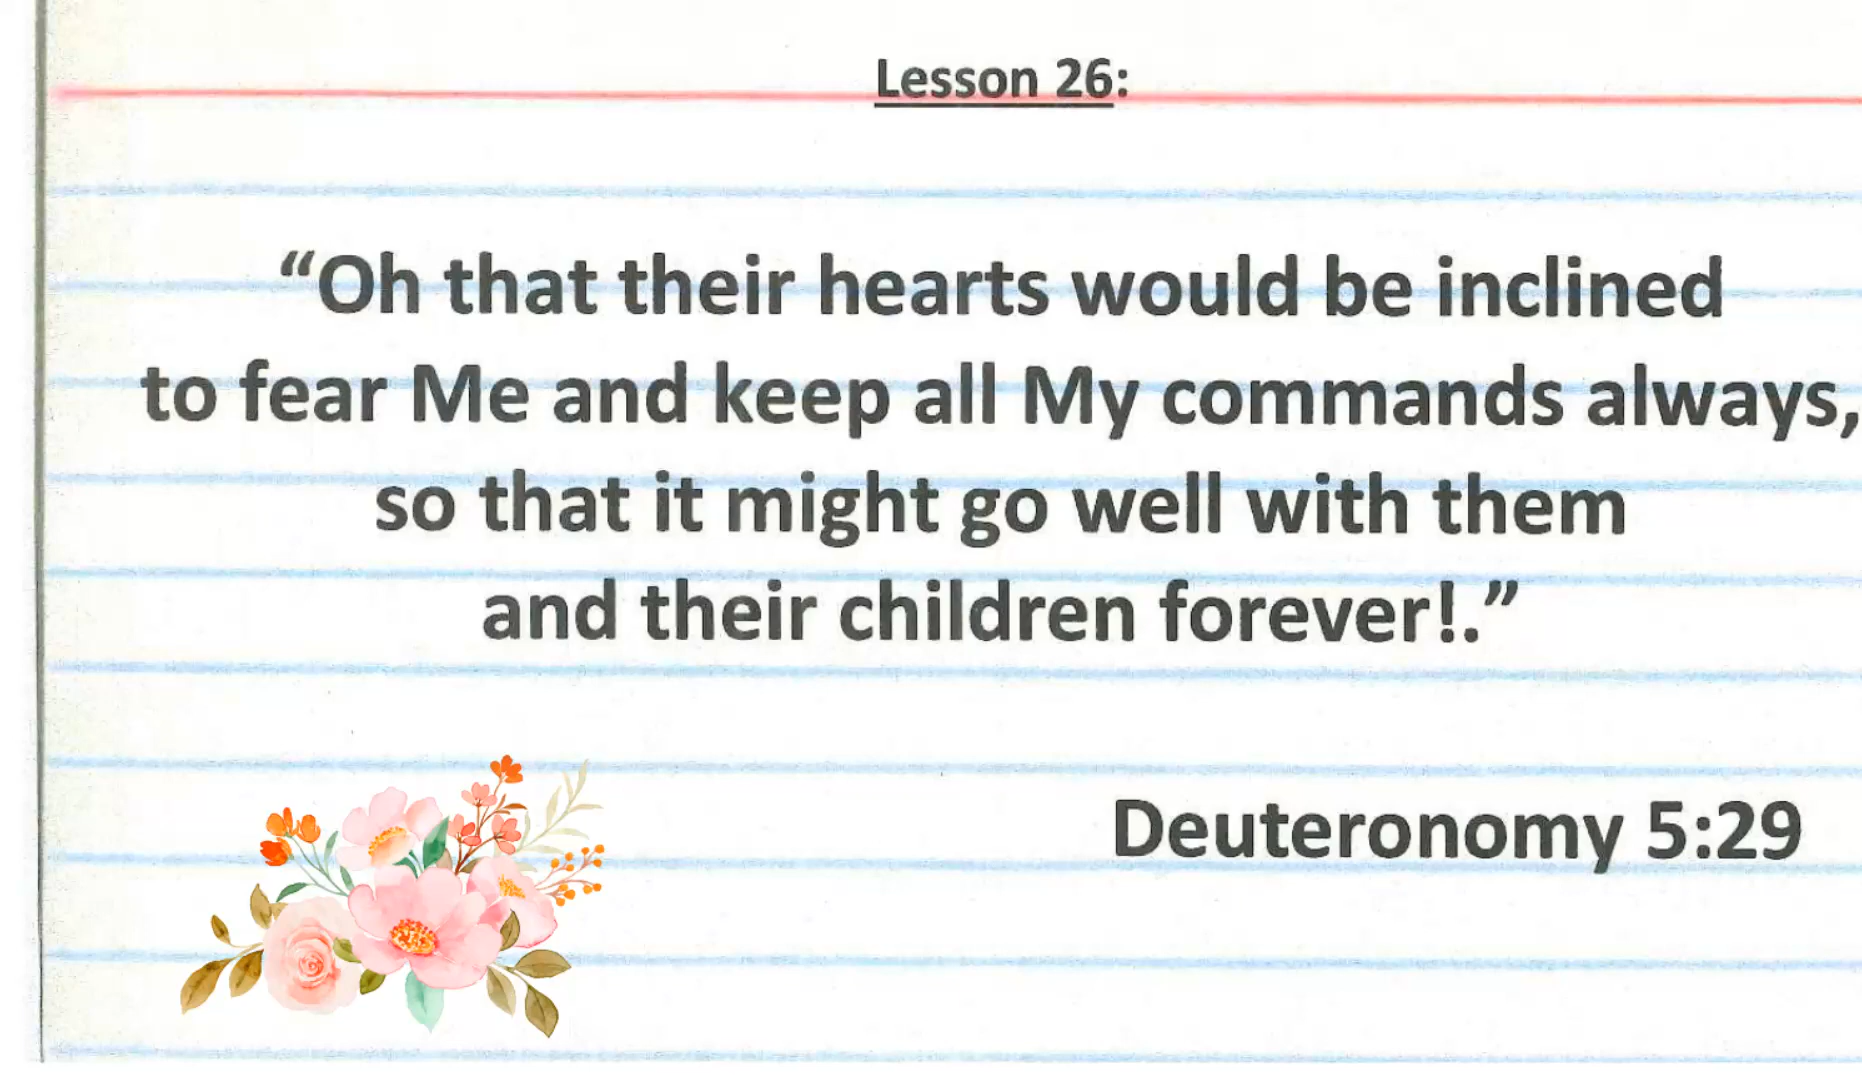 Lesson 26:
“Oh that their hearts would be inclined
to fear Me and keep all My commands always,
so that it might go well with them
and their children forever!.”
Deuteronomy 5:29